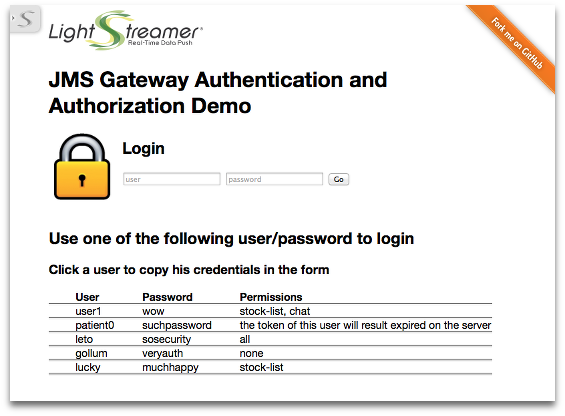 LightStreamer®
Real-Time Data Push
Fork me on GitHub
JMS Gateway Authentication and
Authorization Demo
Login
user password Go
Use one of the following user/password to login
Click a user to copy his credentials in the form
User Password Permissions
user1 wow stock-list, chat
patient0 suchpassword the token of this user will result expired on the server
leto sosecurity all
gollum veryauth none
lucky muchhappy stock-list